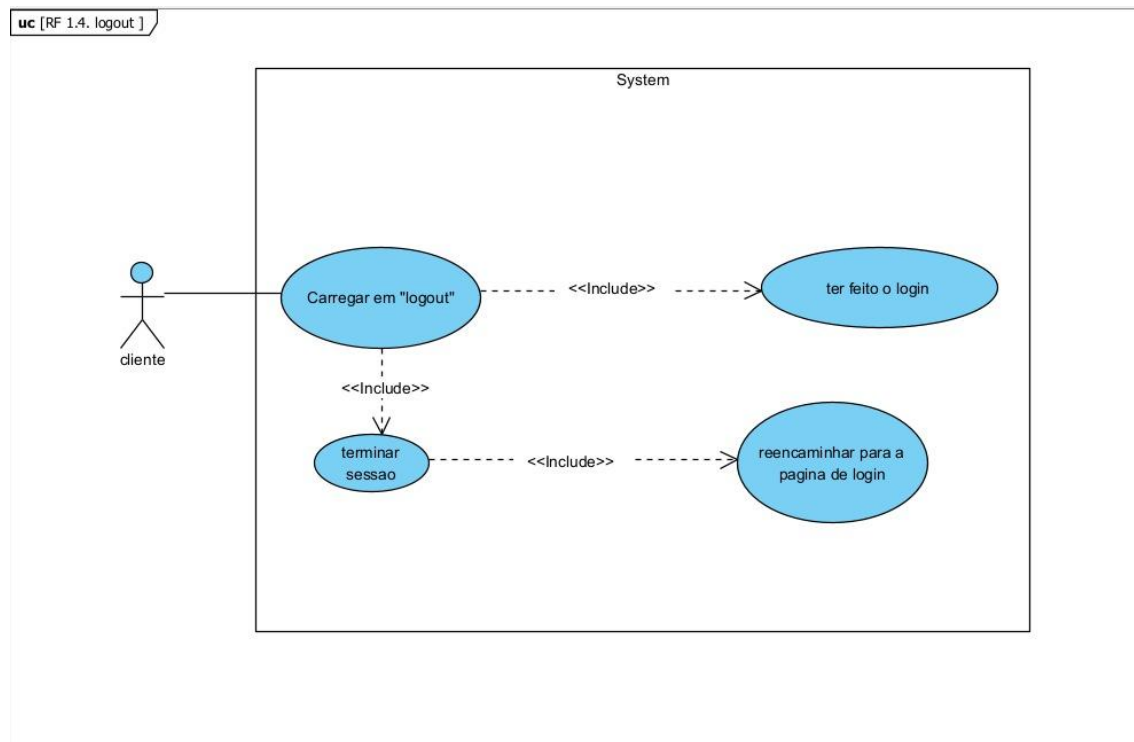 uc [RF 1.4. logout ]
System
Carregar em "logout"
<<Include>>
ter feito o login
cliente
<<Include>>
terminar
sessao
<<Include>>
reencaminhar para a
pagina de login